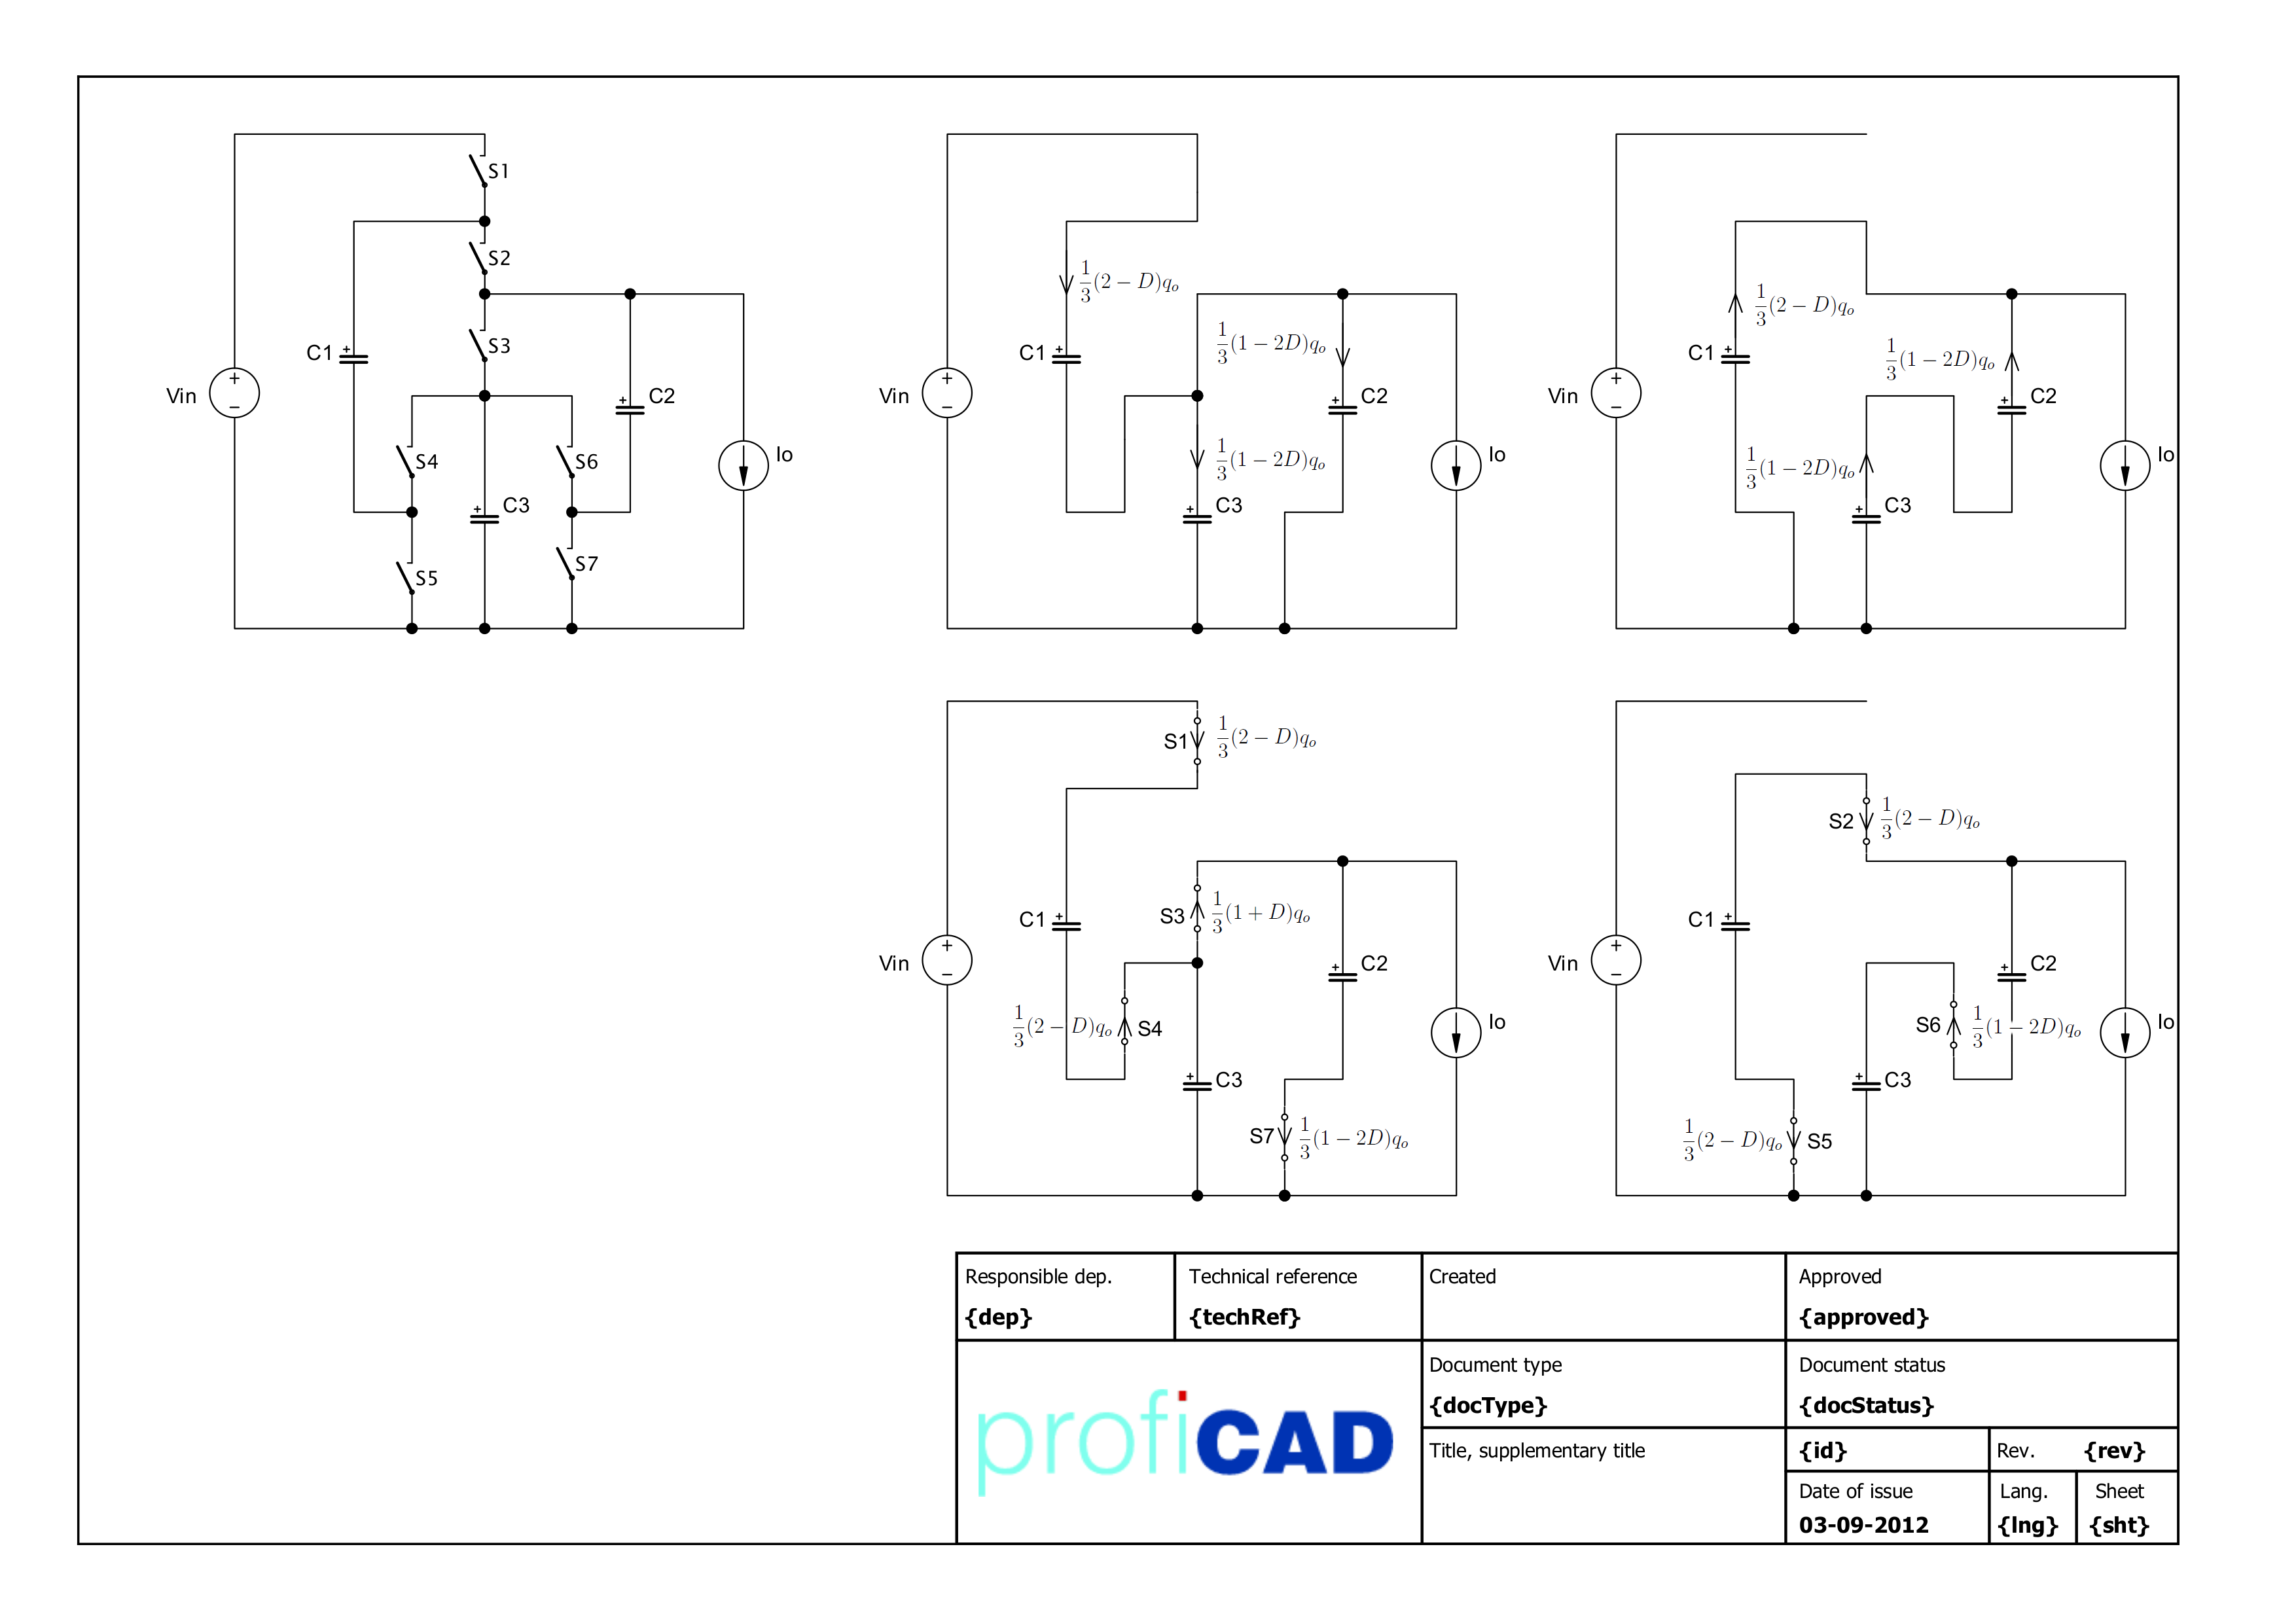 S1
S2
S3
C1
C2
Vin
S4
S6
Io
C3
S7
S5
\frac{1}{3}(2 − D)q_o
C1
\frac{1}{3}(1 − 2D)q_o
Vin
C2
\frac{1}{3}(1 − 2D)q_o
Io
C3
\frac{1}{3}(2 − D)q_o
C1
\frac{1}{3}(1 − 2D)q_o
Vin
C2
\frac{1}{3}(1 − 2D)q_o
Io
C3
S1 \frac{1}{3}(2 − D)q_o
C1
S3 \frac{1}{3}(1 + D)q_o
Vin
C2
\frac{1}{3}(2 − D)q_o S4
Io
C3
S7 \frac{1}{3}(1 − 2D)q_o
S2 \frac{1}{3}(2 − D)q_o
C1
Vin
C2
S6 \frac{1}{3}(1 − 2D)q_o
Io
C3
\frac{1}{3}(2 − D)q_o S5
Responsible dep.
{dep}
Technical reference
{techRef}
Created
Approved
{approved}
profiCAD
Document type
{docType}
Document status
{docStatus}
Title, supplementary title
{id}
Rev. {rev}
Date of issue
03-09-2012
Lang.
{lng}
Sheet
{sht}